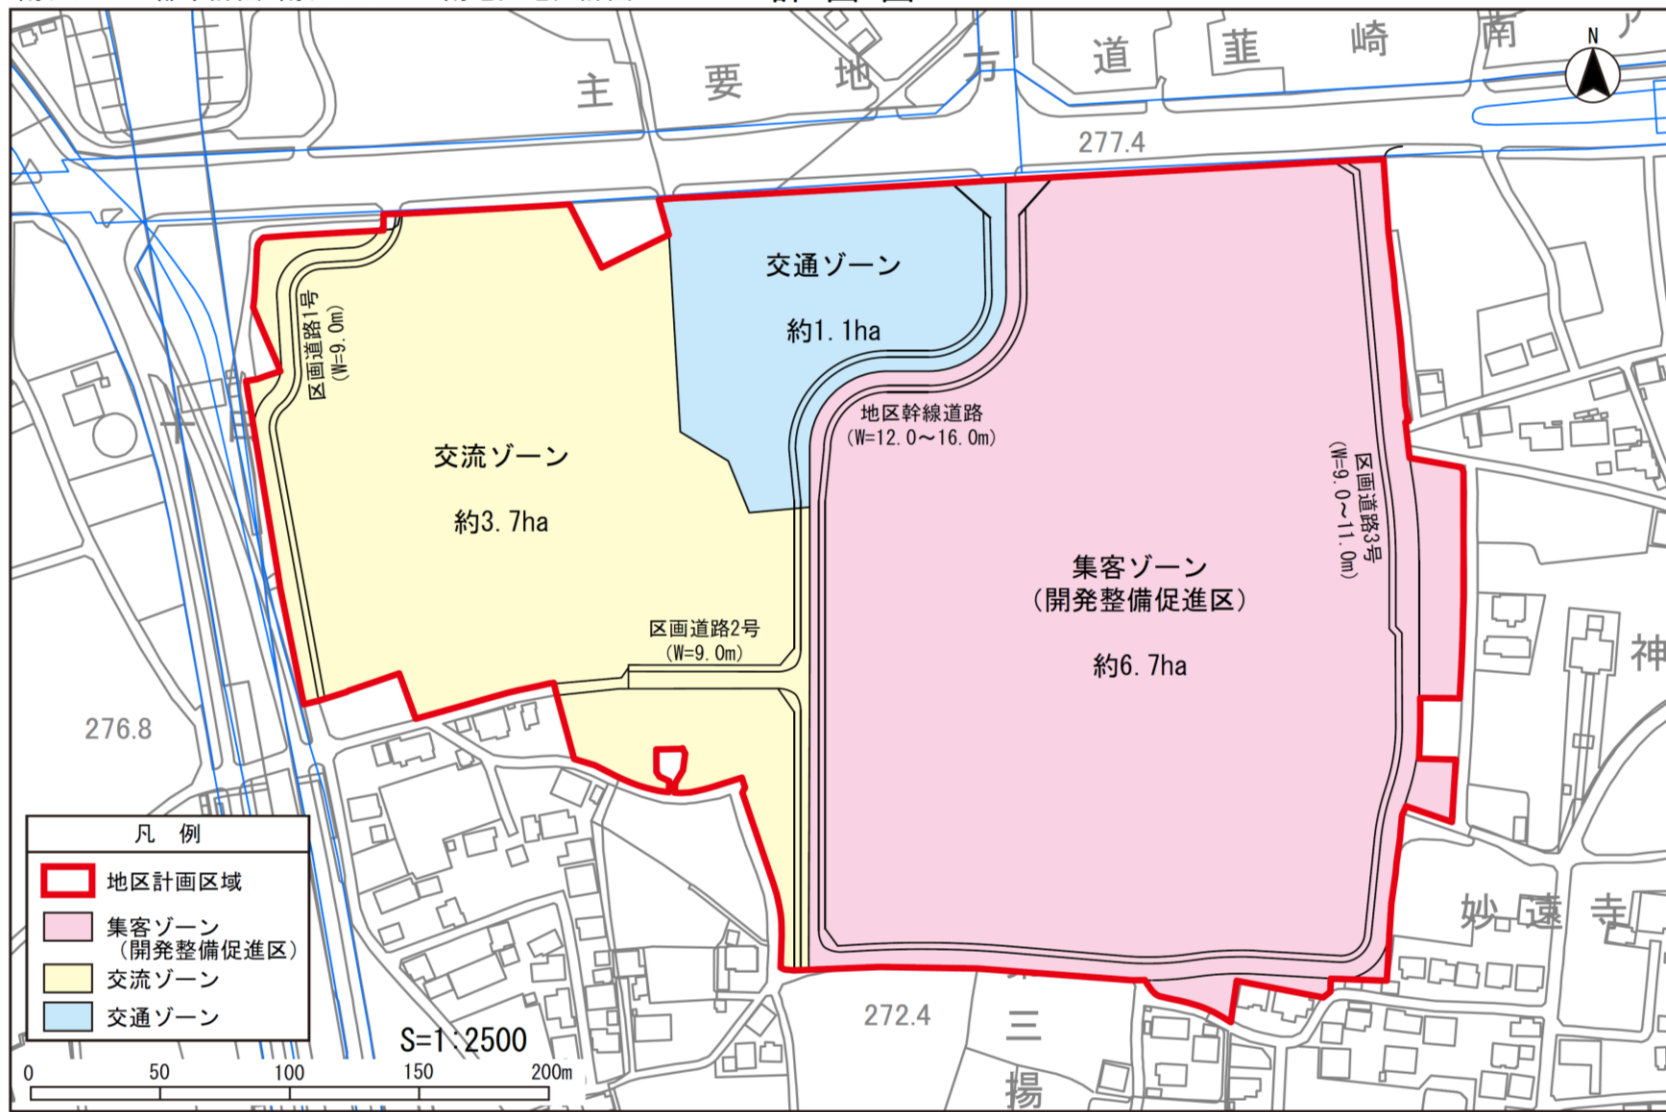 計画図
主要地方道韮崎南ア
N
277.4
交通ゾーン
約1.1ha
区画道路1号
(W=9.0m)
地区幹線道路
(W=12.0～16.0m)
交流ゾーン
約3.7ha
区画道路3号
(W=9.0～11.0m)
集客ゾーン
(開発整備促進区)
約6.7ha
区画道路2号
(W=9.0m)
神
276.8
妙遠寺
272.4
三
揚
凡例
地区計画区域
集客ゾーン
(開発整備促進区)
交流ゾーン
交通ゾーン
S=1:2500
0 50 100 150 200m